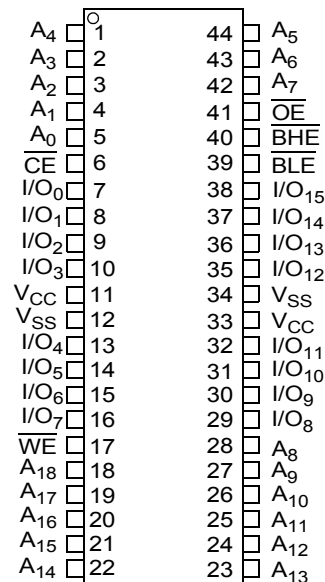 A4 1 44 A5
A3 2 43 A6
A2 3 42 A7
A1 4 41 OE
A0 5 40 BHE
CE 6 39 BLE
I/O0 7 38 I/O15
I/O1 8 37 I/O14
I/O2 9 36 I/O13
I/O3 10 35 I/O12
VCC 11 34 VSS
VSS 12 33 VCC
I/O4 13 32 I/O11
I/O5 14 31 I/O10
I/O6 15 30 I/O9
I/O7 16 29 I/O8
WE 17 28 A8
A18 18 27 A9
A17 19 26 A10
A16 20 25 A11
A15 21 24 A12
A14 22 23 A13